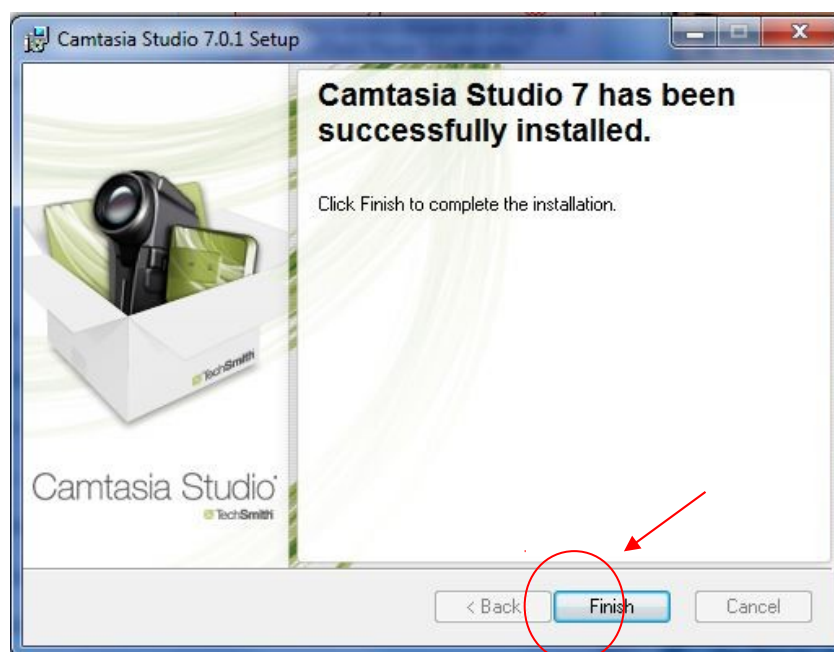 Camtasia Studio 7.0.1 Setup
Camtasia Studio 7 has been
successfully installed.
Click Finish to complete the installation.
TechSmith
Camtasia Studio
TechSmith
< Back
Finish
Cancel